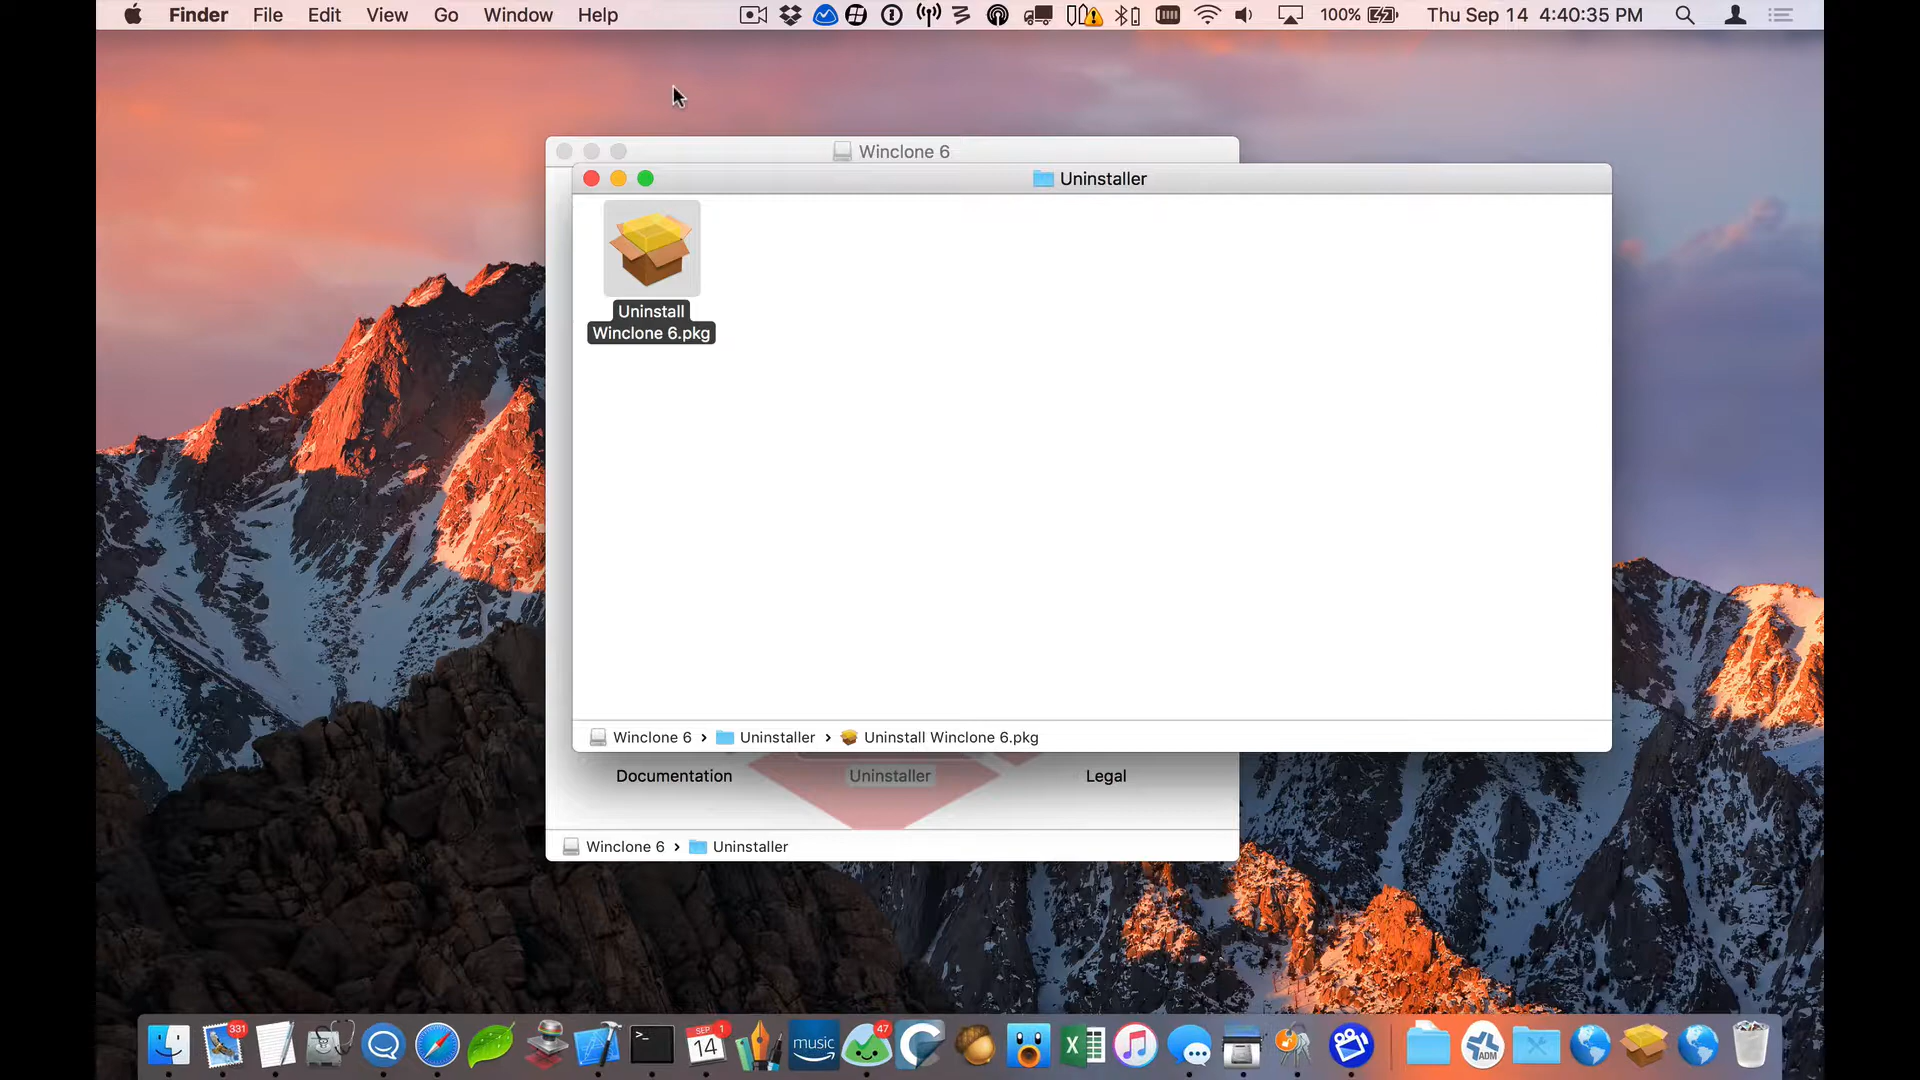 Finder File Edit View Go Window Help 100% Thu Sep 14 4:40:35 PM
Winclone 6
Uninstaller
Uninstall
Winclone 6.pkg
Winclone 6 › Uninstaller › Uninstall Winclone 6.pkg
Documentation Uninstaller Legal
Winclone 6 › Uninstaller
331
SEP 1
14
music
47
ADM